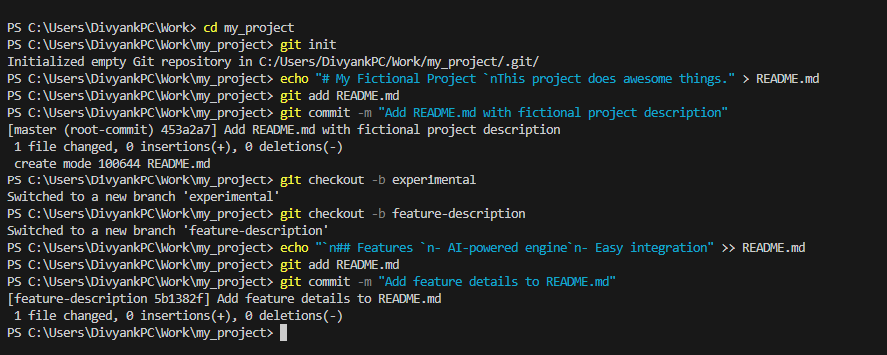 PS C:\Users\DivyankPC\Work> cd my_project
PS C:\Users\DivyankPC\Work\my_project> git init
Initialized empty Git repository in C:/Users/DivyankPC/Work/my_project/.git/
PS C:\Users\DivyankPC\Work\my_project> echo "# My Fictional Project `nThis project does awesome things." > README.md
PS C:\Users\DivyankPC\Work\my_project> git add README.md
PS C:\Users\DivyankPC\Work\my_project> git commit -m "Add README.md with fictional project description"
[master (root-commit) 453a2a7] Add README.md with fictional project description
 1 file changed, 0 insertions(+), 0 deletions(-)
 create mode 100644 README.md
PS C:\Users\DivyankPC\Work\my_project> git checkout -b experimental
Switched to a new branch 'experimental'
PS C:\Users\DivyankPC\Work\my_project> git checkout -b feature-description
Switched to a new branch 'feature-description'
PS C:\Users\DivyankPC\Work\my_project> echo "`n## Features `n- AI-powered engine`n- Easy integration" >> README.md
PS C:\Users\DivyankPC\Work\my_project> git add README.md
PS C:\Users\DivyankPC\Work\my_project> git commit -m "Add feature details to README.md"
[feature-description 5b1382f] Add feature details to README.md
 1 file changed, 0 insertions(+), 0 deletions(-)
PS C:\Users\DivyankPC\Work\my_project>